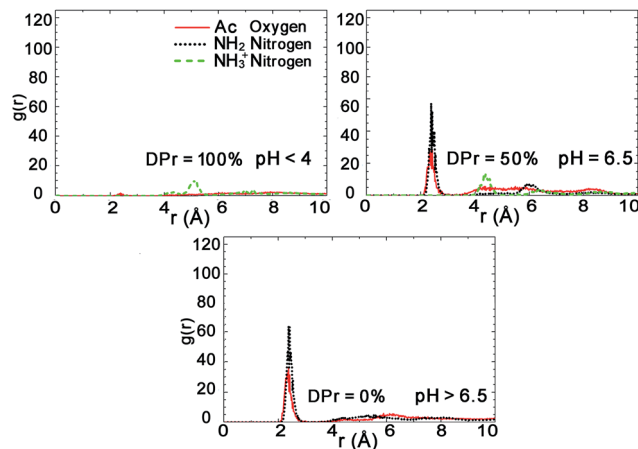 120
100
80
60
40
20
0
g(r)
Ac Oxygen
NH2 Nitrogen
NH3+ Nitrogen
DPr = 100% pH < 4
0 2 4 6 8 10
r (Å)
120
100
80
60
40
20
0
DPr = 50% pH = 6.5
0 2 4 6 8 10
r (Å)
120
100
80
60
40
20
0
g(r)
DPr = 0% pH > 6.5
0 2 4 6 8 10
r (Å)